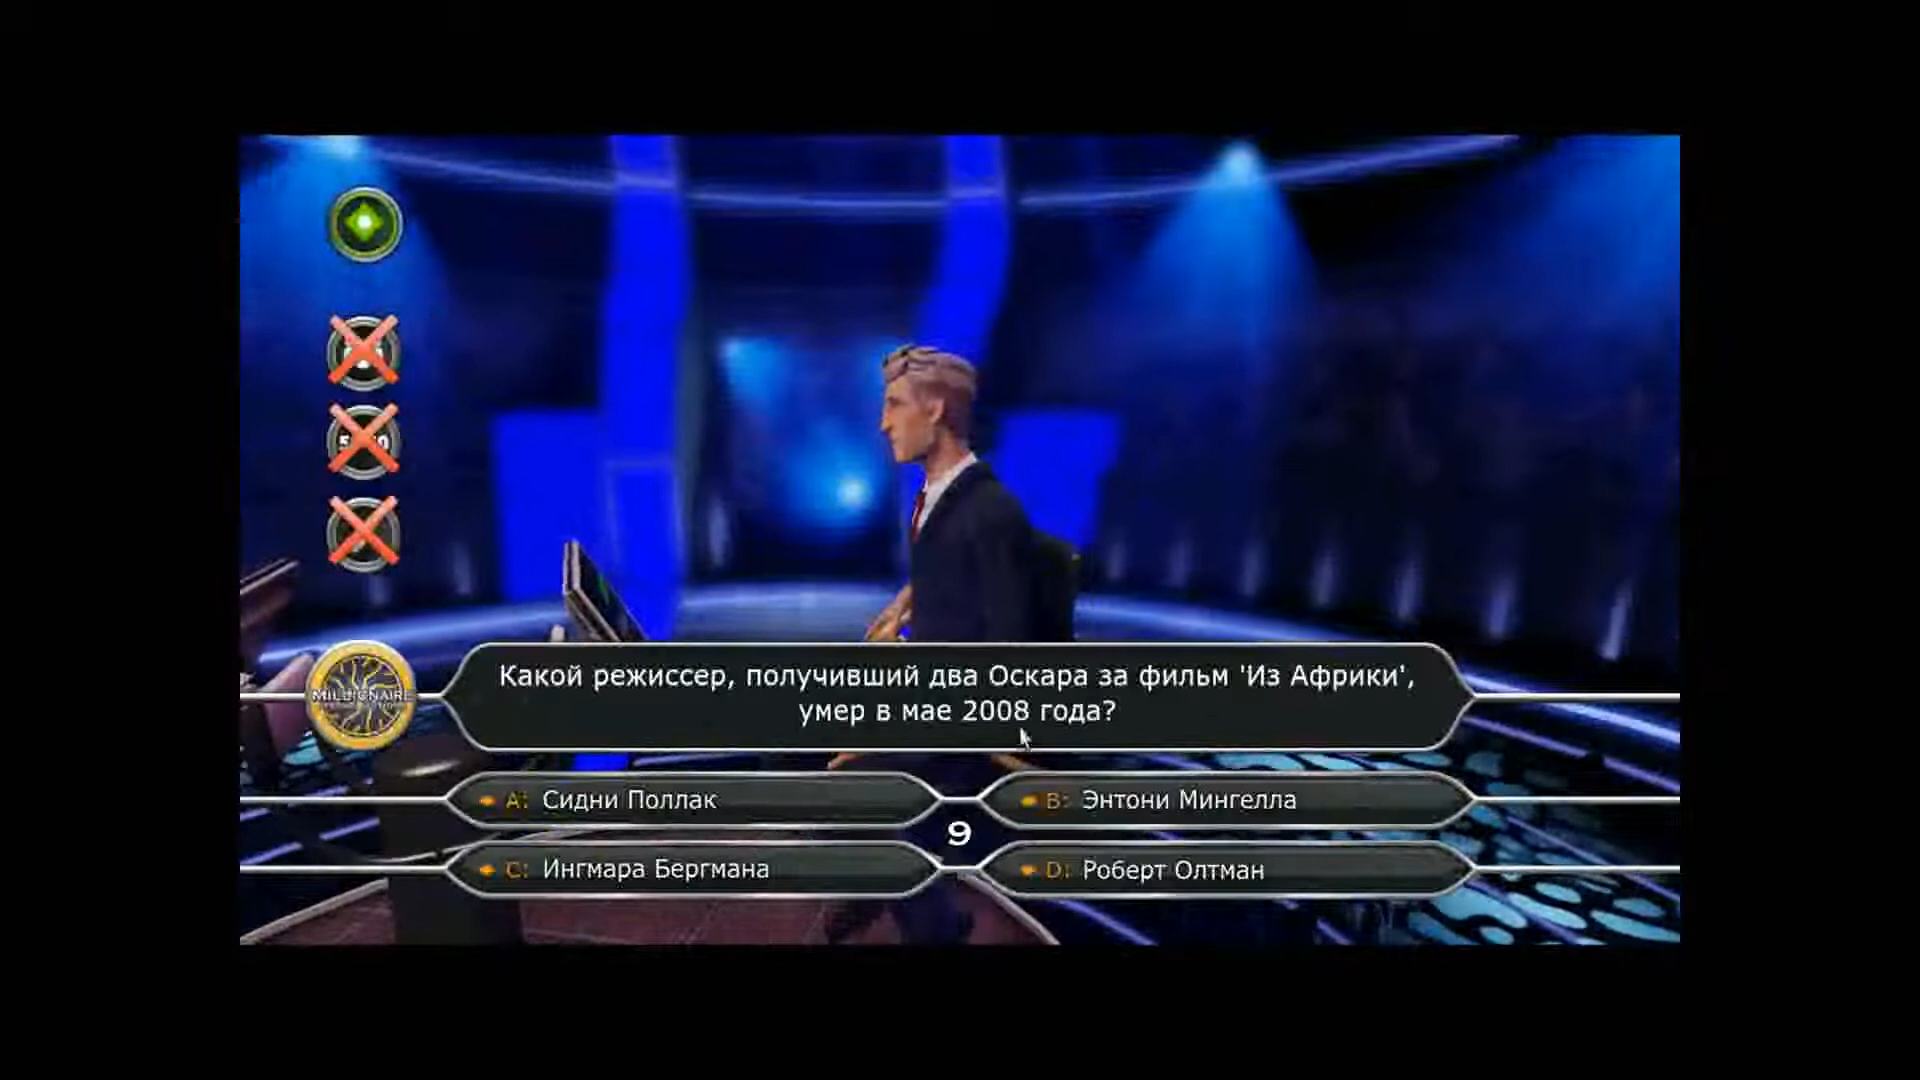 MILLIONAIRE
Какой режиссер, получивший два Оскара за фильм 'Из Африки',
умер в мае 2008 года?
A: Сидни Поллак
B: Энтони Мингелла
9
C: Ингмара Бергмана
D: Роберт Олтман